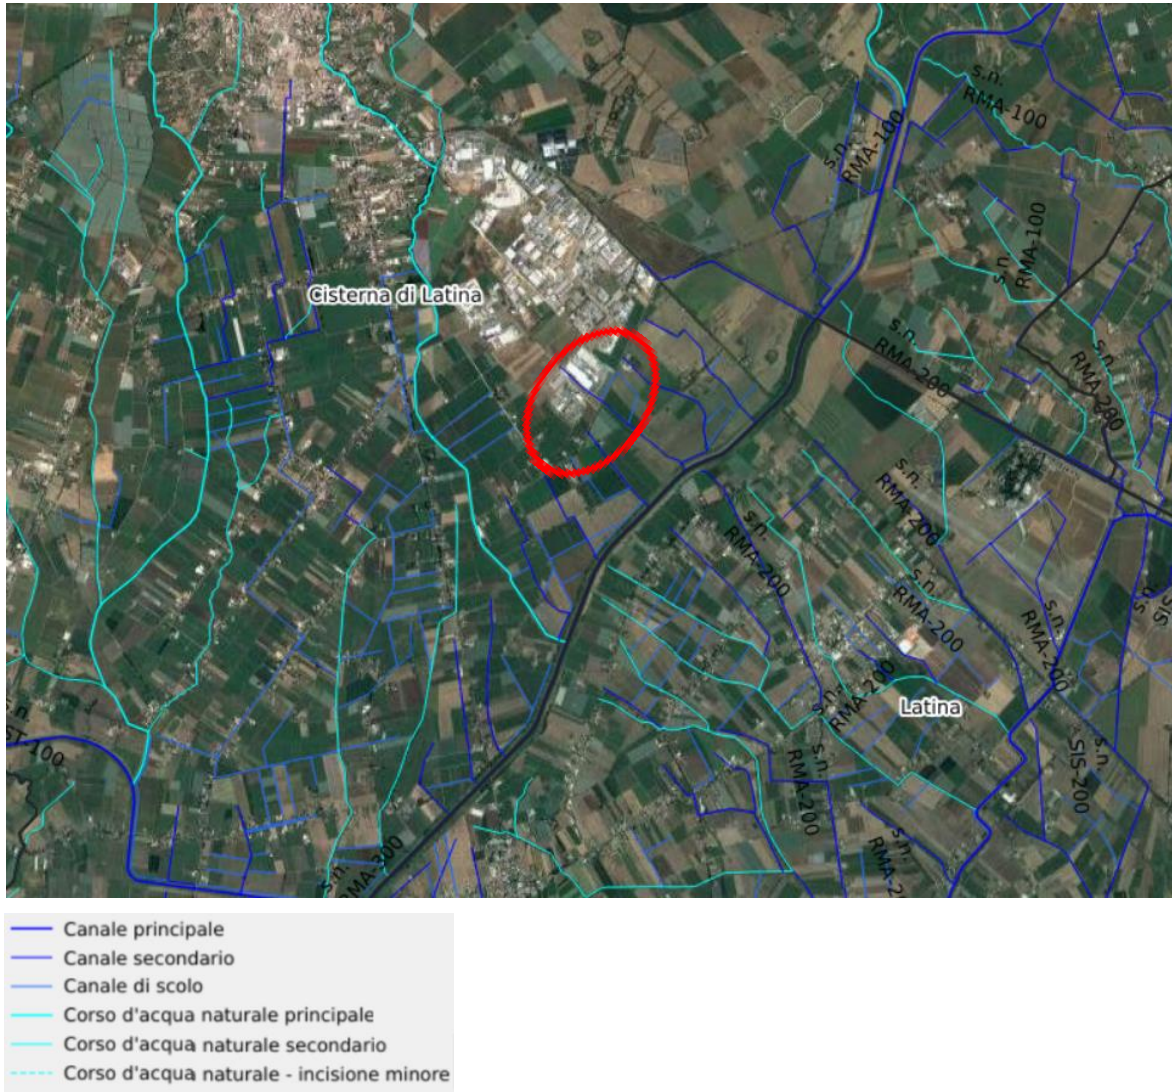 s.n.
RMA-100
s.n.
RMA-100
s.n.
RMA-100
Cisterna di Latina
s.n.
RMA-200
s.n.
RMA-200
s.n.
RMA-200
s.n.
RMA-200
s.n.
RMA-200
s.n.
RMA-200
s.n.
s.n.
RMA-200
Latina
s.n.
ST-100
s.n.
RMA-200
s.n.
SIS-200
s.n.
RMA-300
s.n.
Canale principale
Canale secondario
Canale di scolo
Corso d'acqua naturale principale
Corso d'acqua naturale secondario
Corso d'acqua naturale - incisione minore